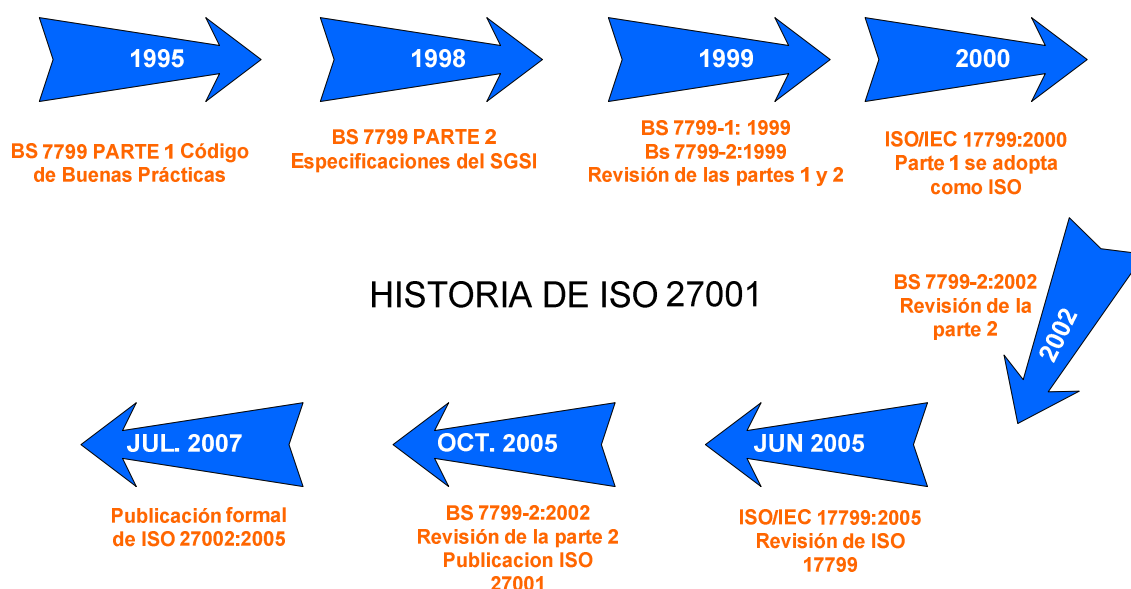 1995
BS 7799 PARTE 1 Código
de Buenas Prácticas
1998
BS 7799 PARTE 2
Especificaciones del SGSI
1999
BS 7799-1: 1999
Bs 7799-2:1999
Revisión de las partes 1 y 2
2000
ISO/IEC 17799:2000
Parte 1 se adopta
como ISO
HISTORIA DE ISO 27001
2002
BS 7799-2:2002
Revisión de la
parte 2
JUN 2005
ISO/IEC 17799:2005
Revisión de ISO
17799
OCT. 2005
BS 7799-2:2002
Revisión de la parte 2
Publicacion ISO
27001
JUL. 2007
Publicación formal
de ISO 27002:2005